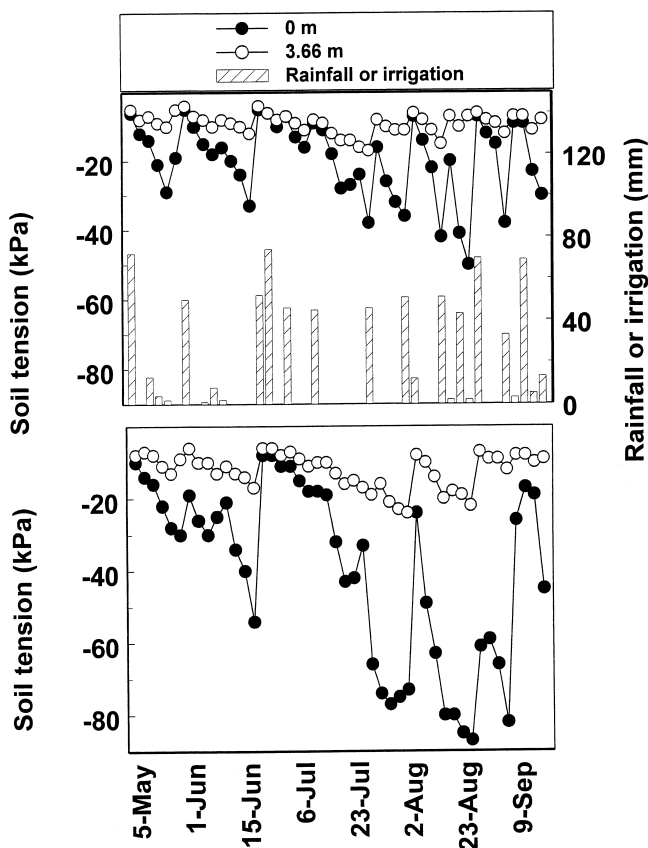 0 m
3.66 m
Rainfall or irrigation
Soil tension (kPa)
-20
-40
-60
-80
120
80
40
0
Rainfall or irrigation (mm)
Soil tension (kPa)
-20
-40
-60
-80
5-May
1-Jun
15-Jun
6-Jul
23-Jul
2-Aug
23-Aug
9-Sep